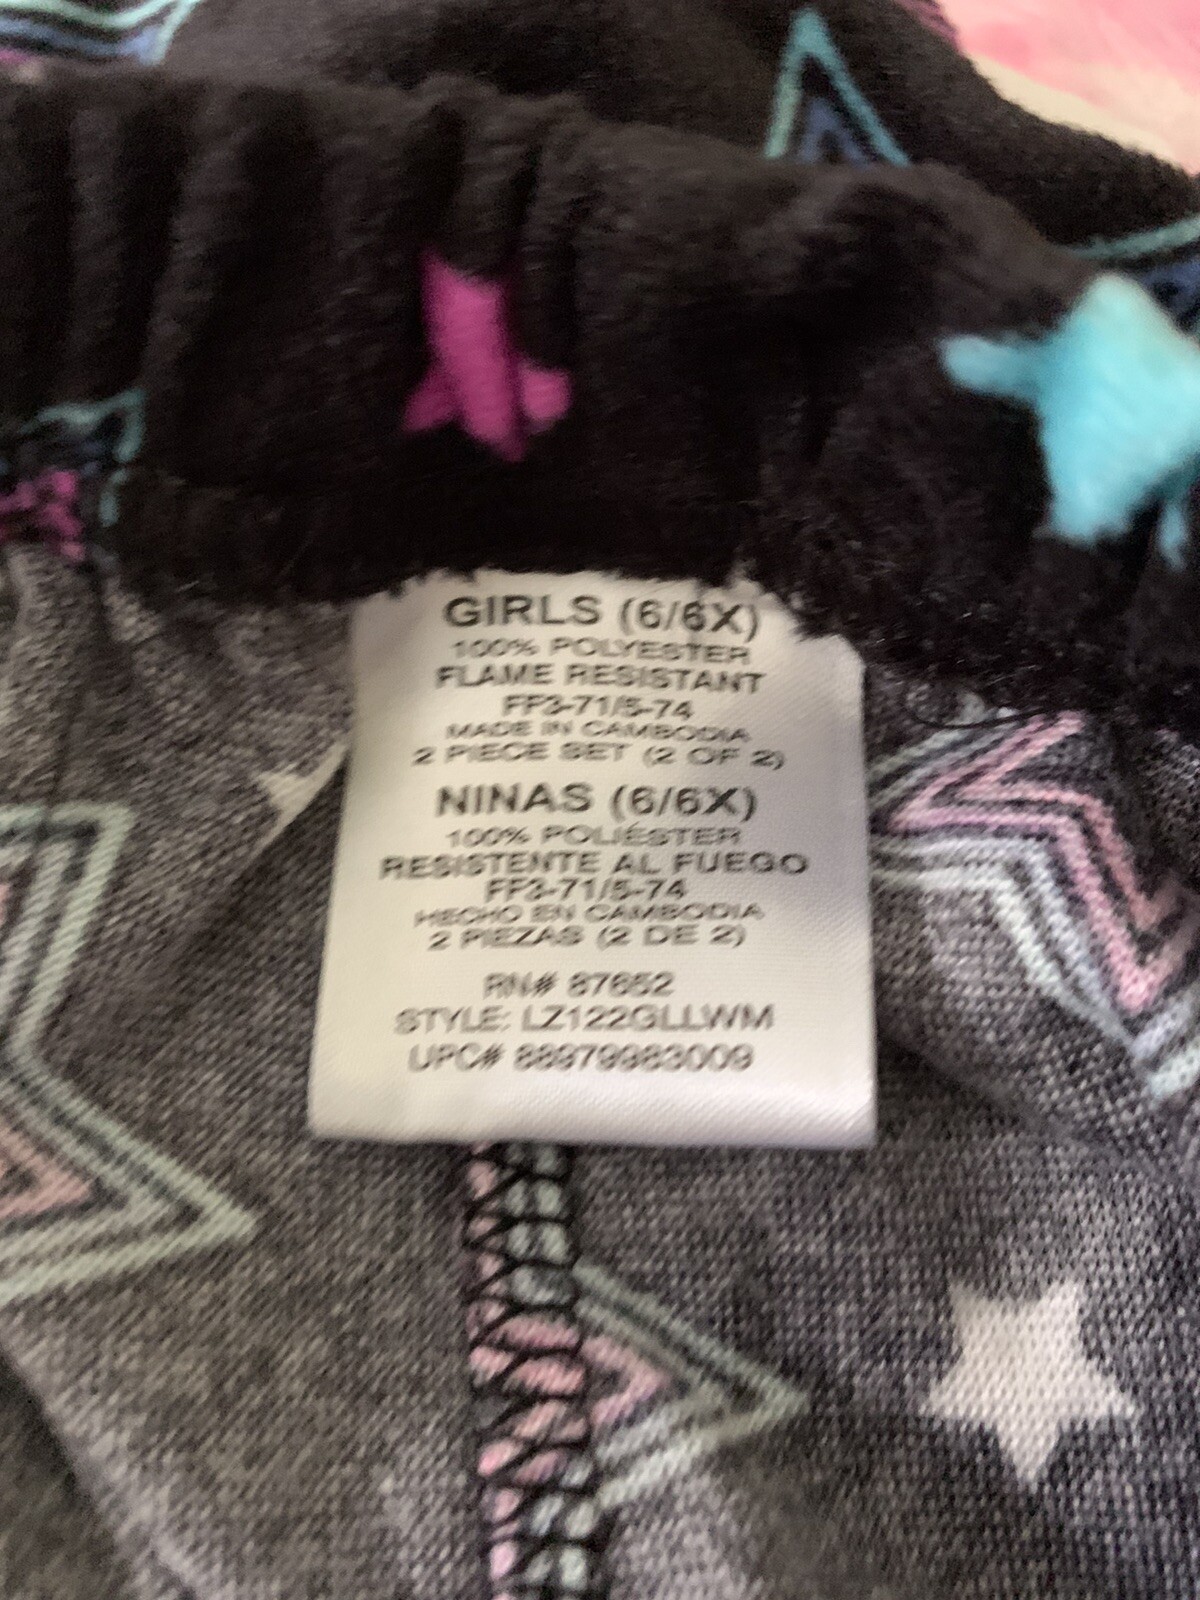 GIRLS (6/6X)
100% POLYESTER
FLAME RESISTANT
FF3-71/5-74
MADE IN CAMBODIA
2 PIECE SET (2 OF 2)
NINAS (6/6X)
100% POLIÉSTER
RESISTENTE AL FUEGO
FF3-71/5-74
HECHO EN CAMBODIA
2 PIEZAS (2 DE 2)
RN# 87652
STYLE: LZ122GLLWM
UPC# 88979983009